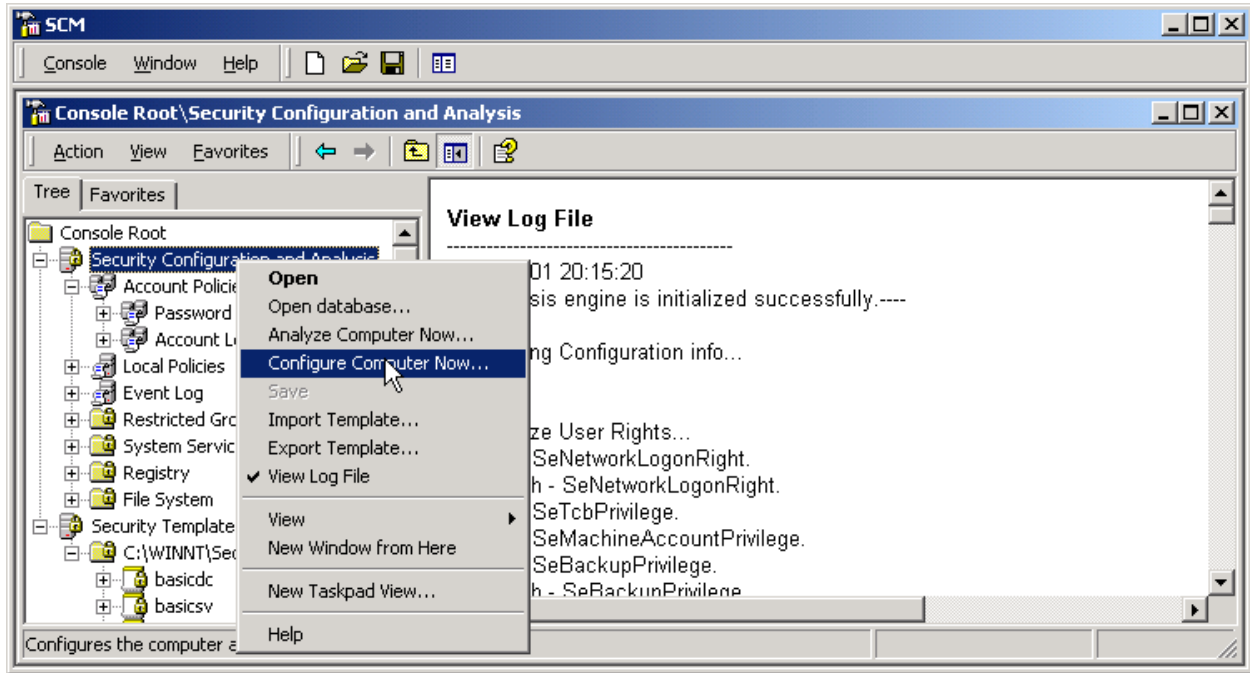 SCM
Console Window Help
Console Root\Security Configuration and Analysis
Action View Favorites
Tree Favorites
Console Root
Security Configuration and Analysis
Account Policie
Password
Account L
Local Policies
Event Log
Restricted Grc
System Servic
Registry
File System
Security Template
C:\WINNT\Sec
basicdc
basicsv
Configures the computer a
Open
Open database...
Analyze Computer Now...
Configure Computer Now...
Save
Import Template...
Export Template...
View Log File
View
New Window from Here
New Taskpad View...
Help
View Log File
-------------------------------------------
01 20:15:20
sis engine is initialized successfully.----
ng Configuration info...
ze User Rights...
SeNetworkLogonRight.
h - SeNetworkLogonRight.
SeTcbPrivilege.
SeMachineAccountPrivilege.
SeBackupPrivilege.
h - SeBackupPrivilege